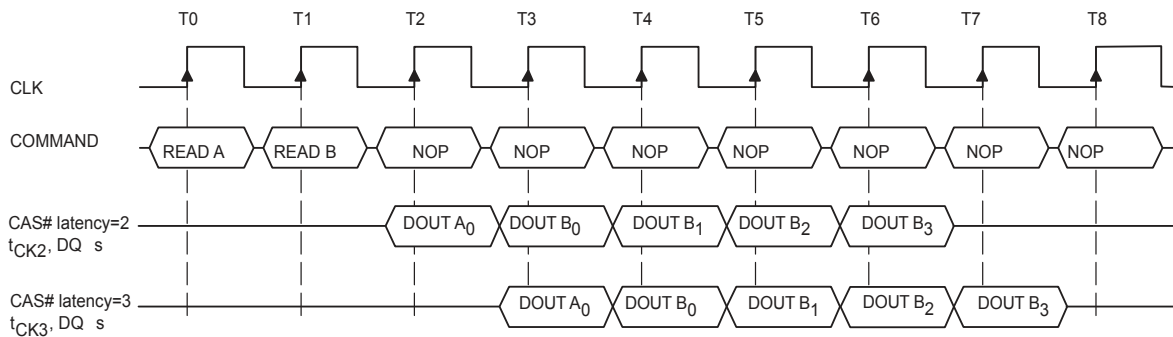 T0 T1 T2 T3 T4 T5 T6 T7 T8
CLK
COMMAND READ A READ B NOP NOP NOP NOP NOP NOP NOP
CAS# latency=2 DOUT A0 DOUT B0 DOUT B1 DOUT B2 DOUT B3
tCK2, DQ s
CAS# latency=3 DOUT A0 DOUT B0 DOUT B1 DOUT B2 DOUT B3
tCK3, DQ s